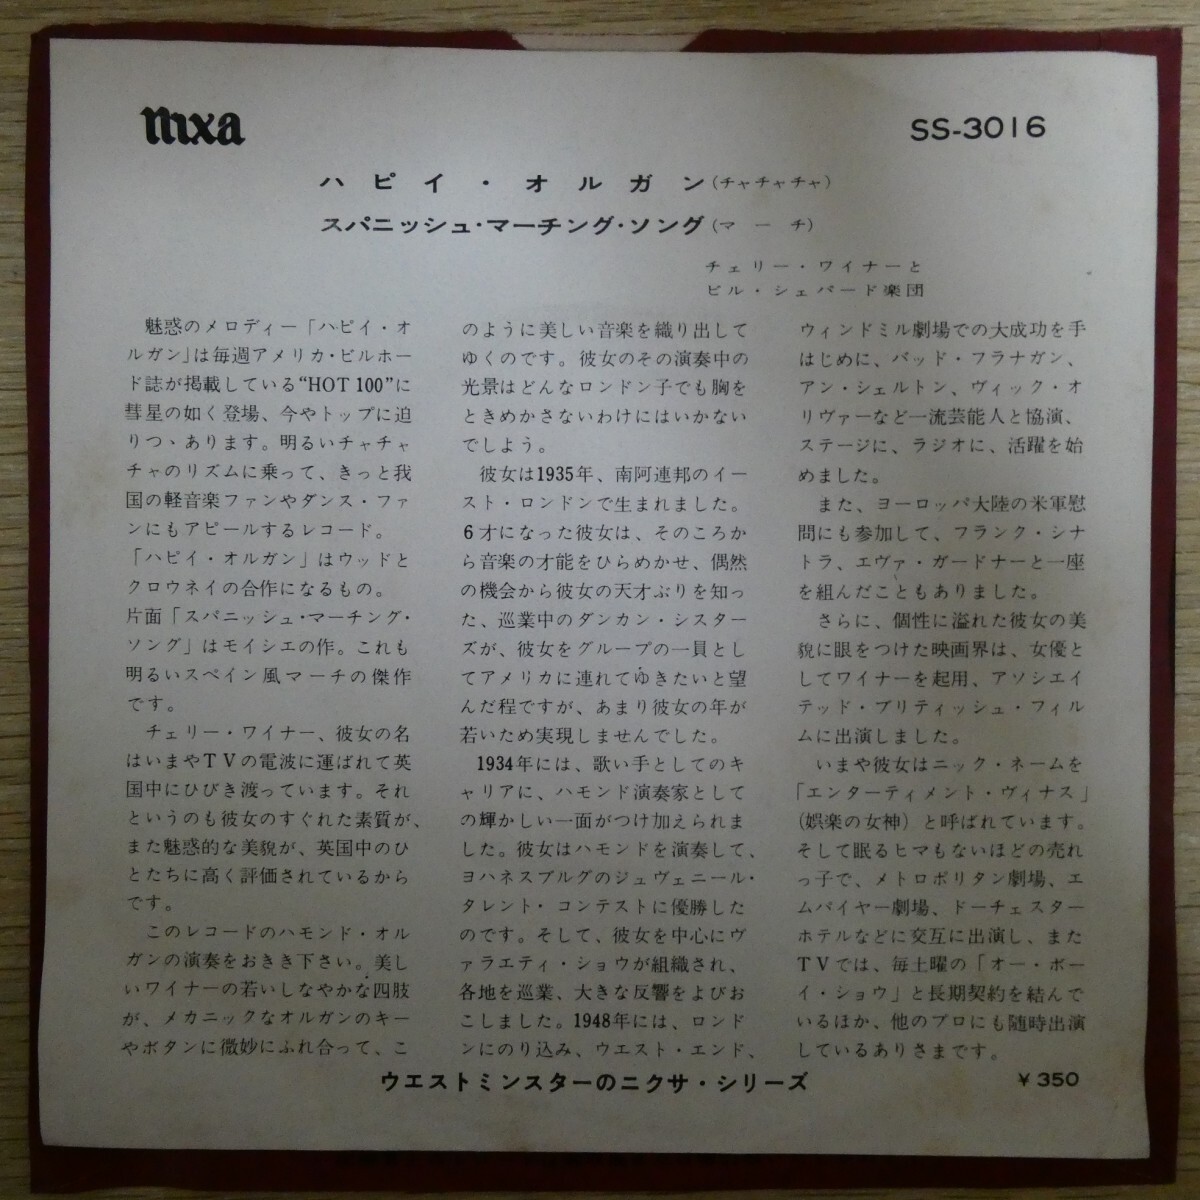 nixa
SS-3016
ハピイ・オルガン(チャチャチャ)
スパニッシュ・マーチング・ソング(マーチ)
チェリー・ワイナーと
ビル・シェパード楽団
魅惑のメロディー「ハピイ・オ
ルガン」は毎週アメリカ・ビルホー
ド誌が掲載している“HOT 100”に
彗星の如く登場、今やトップに迫
りつゝあります。明るいチャチャ
チャのリズムに乗って、きっと我
国の軽音楽ファンやダンス・ファ
ンにもアピールするレコード。
「ハピイ・オルガン」はウッドと
クロウネイの合作になるもの。
片面「スパニッシュ・マーチング・
ソング」はモイシエの作。これも
明るいスペイン風マーチの傑作
です。
チェリー・ワイナー、彼女の名
はいまやTVの電波に運ばれて英
国中にひびき渡っています。それ
というのも彼女のすぐれた素質が、
また魅惑的な美貌が、英国中のひ
とたちに高く評価されているから
です。
このレコードのハモンド・オル
ガンの演奏をおきき下さい。美し
いワイナーの若いしなやかな四肢
が、メカニックなオルガンのキー
やボタンに微妙にふれ合って、こ
のように美しい音楽を織り出して
ゆくのです。彼女のその演奏中の
光景はどんなロンドン子でも胸を
ときめかさないわけにはいかない
でしよう。
彼女は1935年、南阿連邦のイー
スト・ロンドンで生まれました。
6才になった彼女は、そのころか
ら音楽の才能をひらめかせ、偶然
の機会から彼女の天才ぶりを知っ
た、巡業中のダンカン・シスター
ズが、彼女をグループの一員とし
てアメリカに連れてゆきたいと望
んだ程ですが、あまり彼女の年が
若いため実現しませんでした。
1934年には、歌い手としてのキ
ャリアに、ハモンド演奏家として
の輝かしい一面がつけ加えられま
した。彼女はハモンドを演奏して、
ヨハネスブルグのジュヴェニール・
タレント・コンテストに優勝した
のです。そして、彼女を中心にヴ
ァラエティ・ショウが組織され、
各地を巡業、大きな反響をよびお
こしました。1948年には、ロンド
ンにのり込み、ウエスト・エンド、
ウィンドミル劇場での大成功を手
はじめに、バッド・フラナガン、
アン・シェルトン、ヴィック・オ
リヴァーなど一流芸能人と協演、
ステージに、ラジオに、活躍を始
めました。
また、ヨーロッパ大陸の米軍慰
問にも参加して、フランク・シナ
トラ、エヴァ・ガードナーと一座
を組んだこともありました。
さらに、個性に溢れた彼女の美
貌に眼をつけた映画界は、女優と
してワイナーを起用、アソシエイ
テッド・ブリティッシュ・フィル
ムに出演しました。
いまや彼女はニック・ネームを
「エンターティメント・ヴィナス」
(娯楽の女神)と呼ばれています。
そして眠るヒマもないほどの売れ
っ子で、メトロポリタン劇場、エ
ムパイヤー劇場、ドーチェスター
ホテルなどに交互に出演し、また
TVでは、毎土曜の「オー・ボー
イ・ショウ」と長期契約を結んで
いるほか、他のプロにも随時出演
しているありさまです。
ウエストミンスターのニクサ・シリーズ
¥350